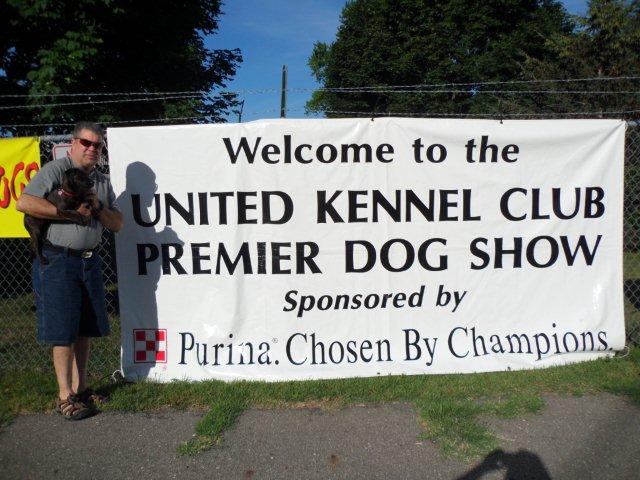 Welcome to the
UNITED KENNEL CLUB
PREMIER DOG SHOW
Sponsored by
Purina. Chosen By Champions.